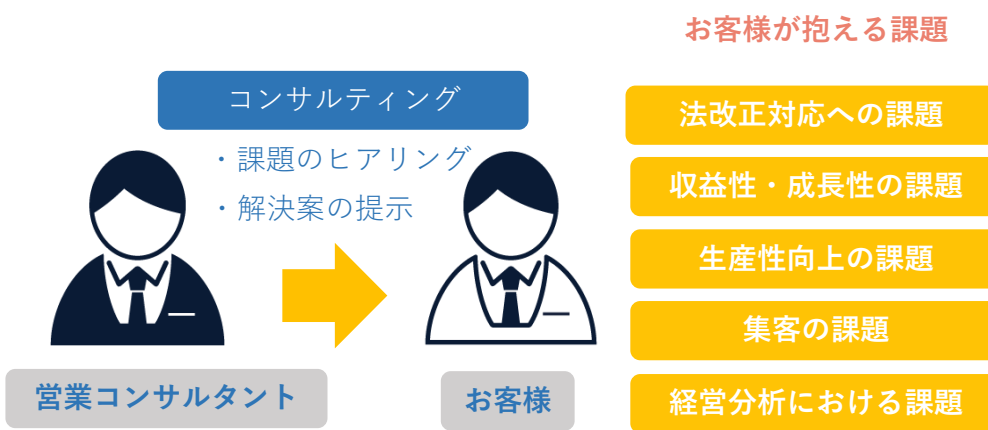 お客様が抱える課題
コンサルティング
・課題のヒアリング
・解決案の提示
営業コンサルタント
お客様
法改正対応への課題
収益性・成長性の課題
生産性向上の課題
集客の課題
経営分析における課題